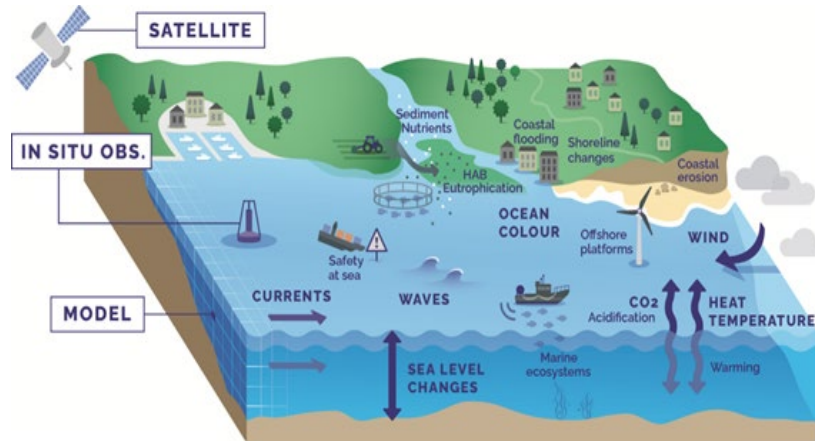 SATELLITE
IN SITU OBS.
MODEL
Sediment
Nutrients
HAB
Eutrophication
Coastal
flooding
Shoreline
changes
Coastal
erosion
OCEAN
COLOUR
Offshore
platforms
WIND
Safety
at sea
CURRENTS
WAVES
CO2
Acidification
HEAT
TEMPERATURE
SEA LEVEL
CHANGES
Marine
ecosystems
Warming